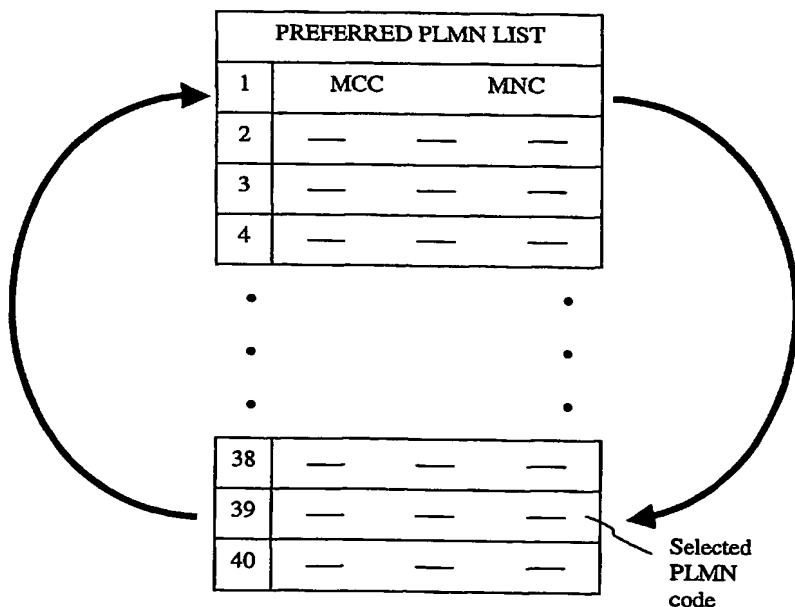 PREFERRED PLMN LIST
1 MCC MNC
2 — — —
3 — — —
4 — — —
38 — — —
39 — — —
40 — — —
Selected
PLMN
code